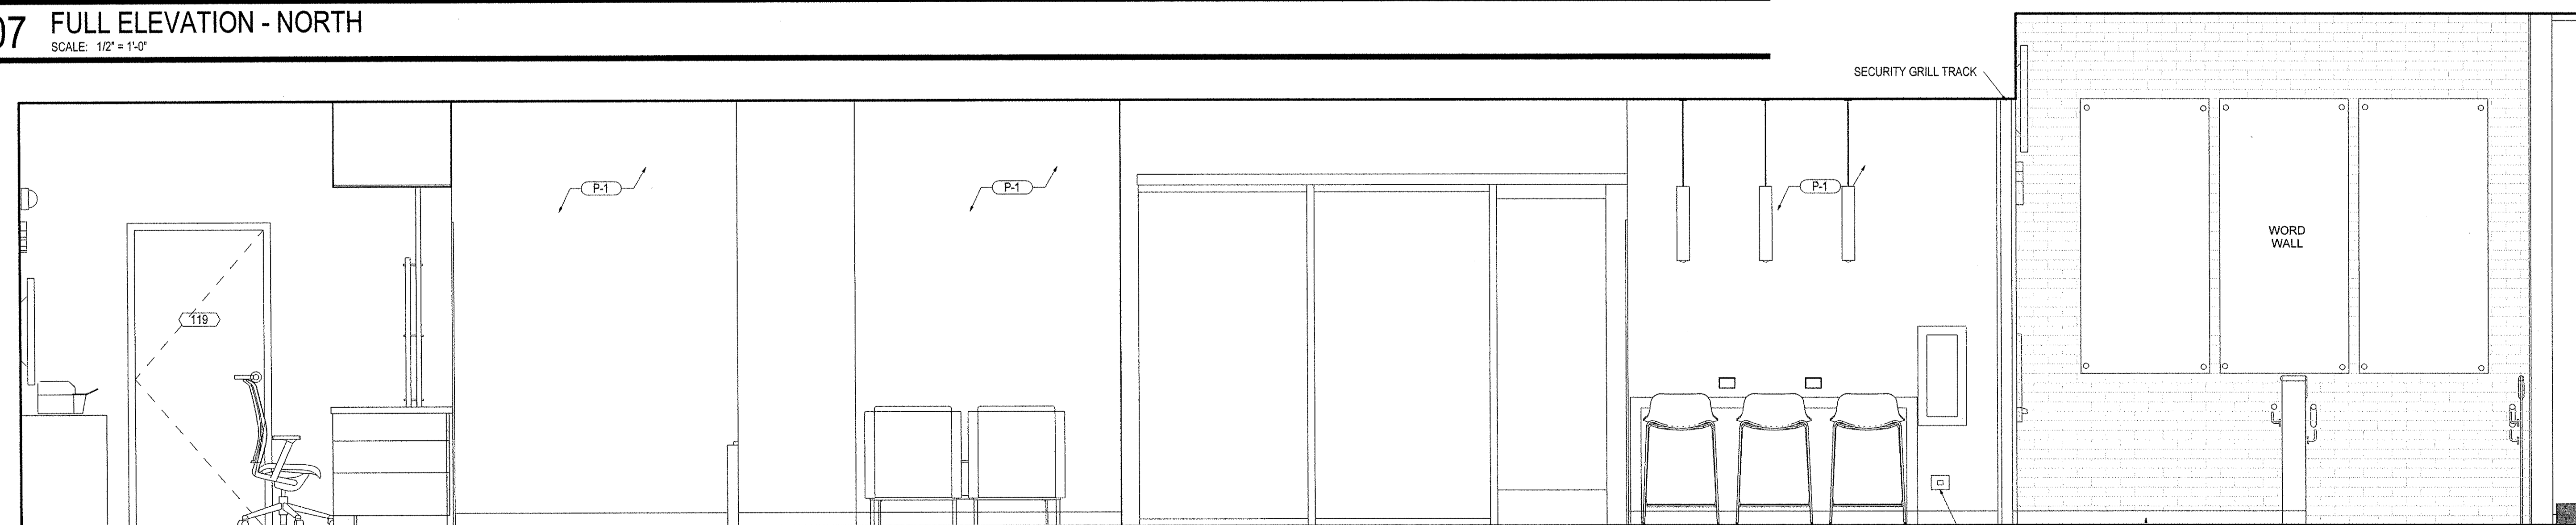 07 FULL ELEVATION - NORTH
SCALE: 1/2" = 1'-0"
SECURITY GRILL TRACK
P-1
P-1
P-1
WORD
WALL
119